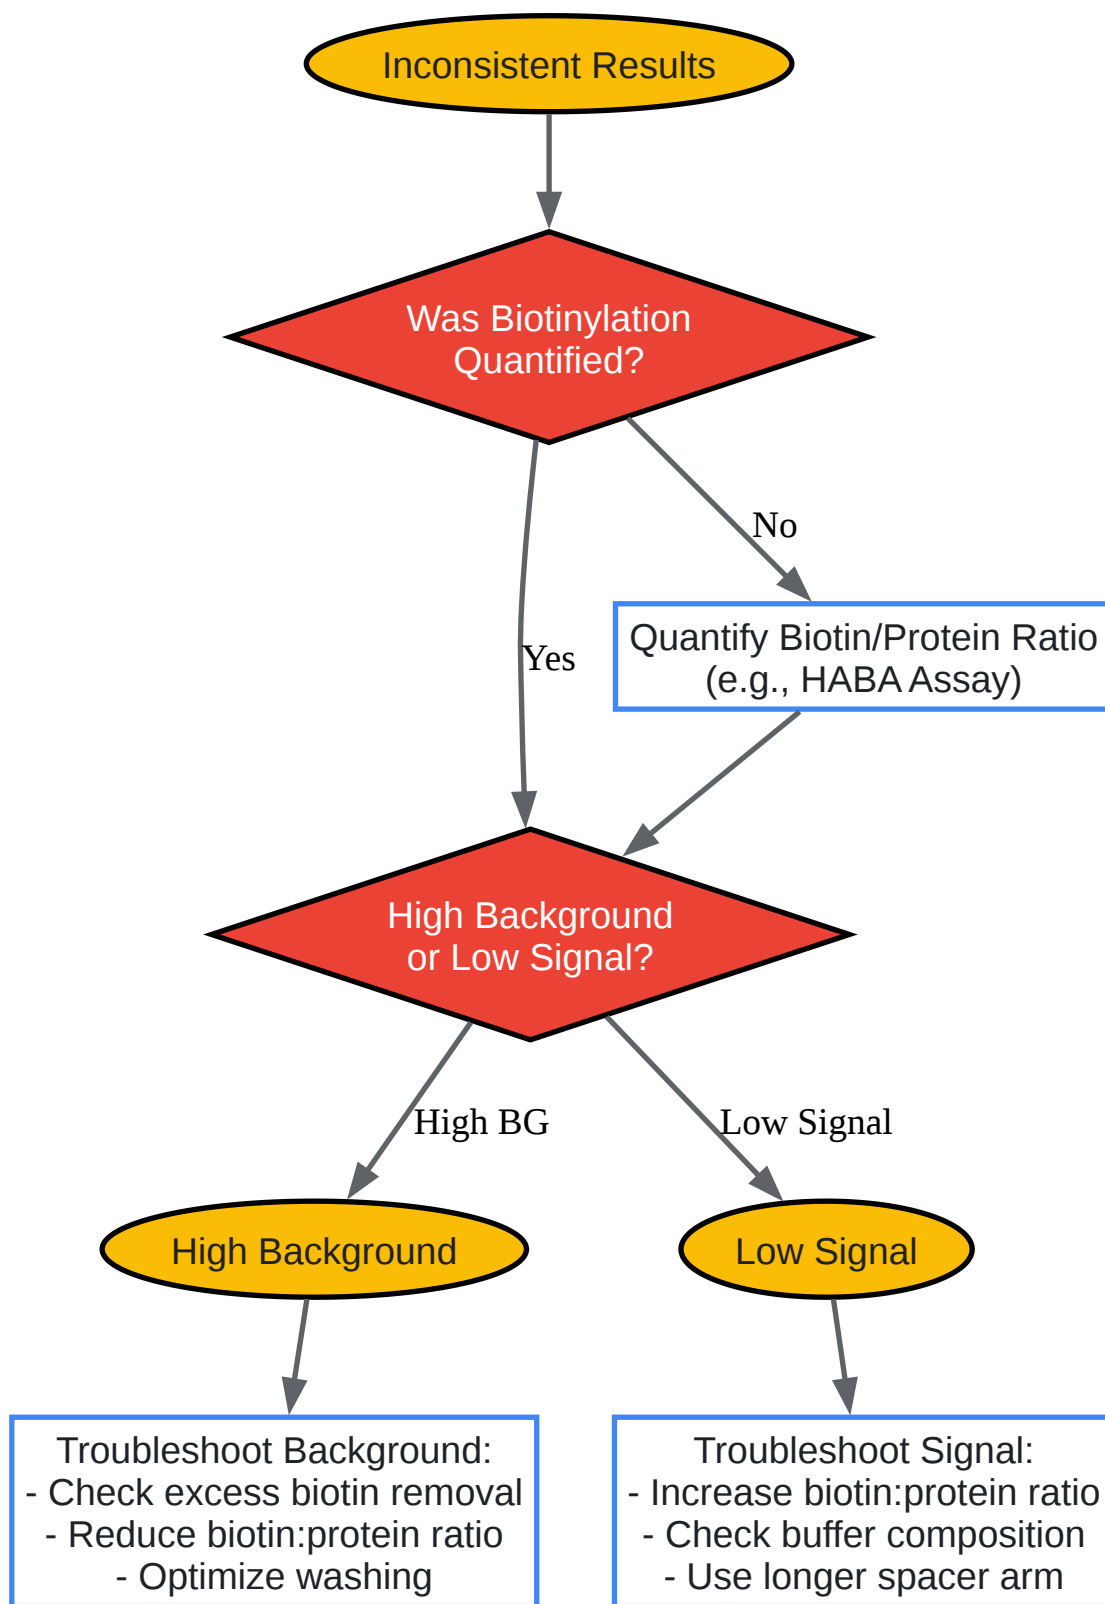 Inconsistent Results
Was Biotinylation
Quantified?
No
Yes
Quantify Biotin/Protein Ratio
(e.g., HABA Assay)
High Background
or Low Signal?
High BG
Low Signal
High Background
Low Signal
Troubleshoot Background:
- Check excess biotin removal
- Reduce biotin:protein ratio
- Optimize washing
Troubleshoot Signal:
- Increase biotin:protein ratio
- Check buffer composition
- Use longer spacer arm